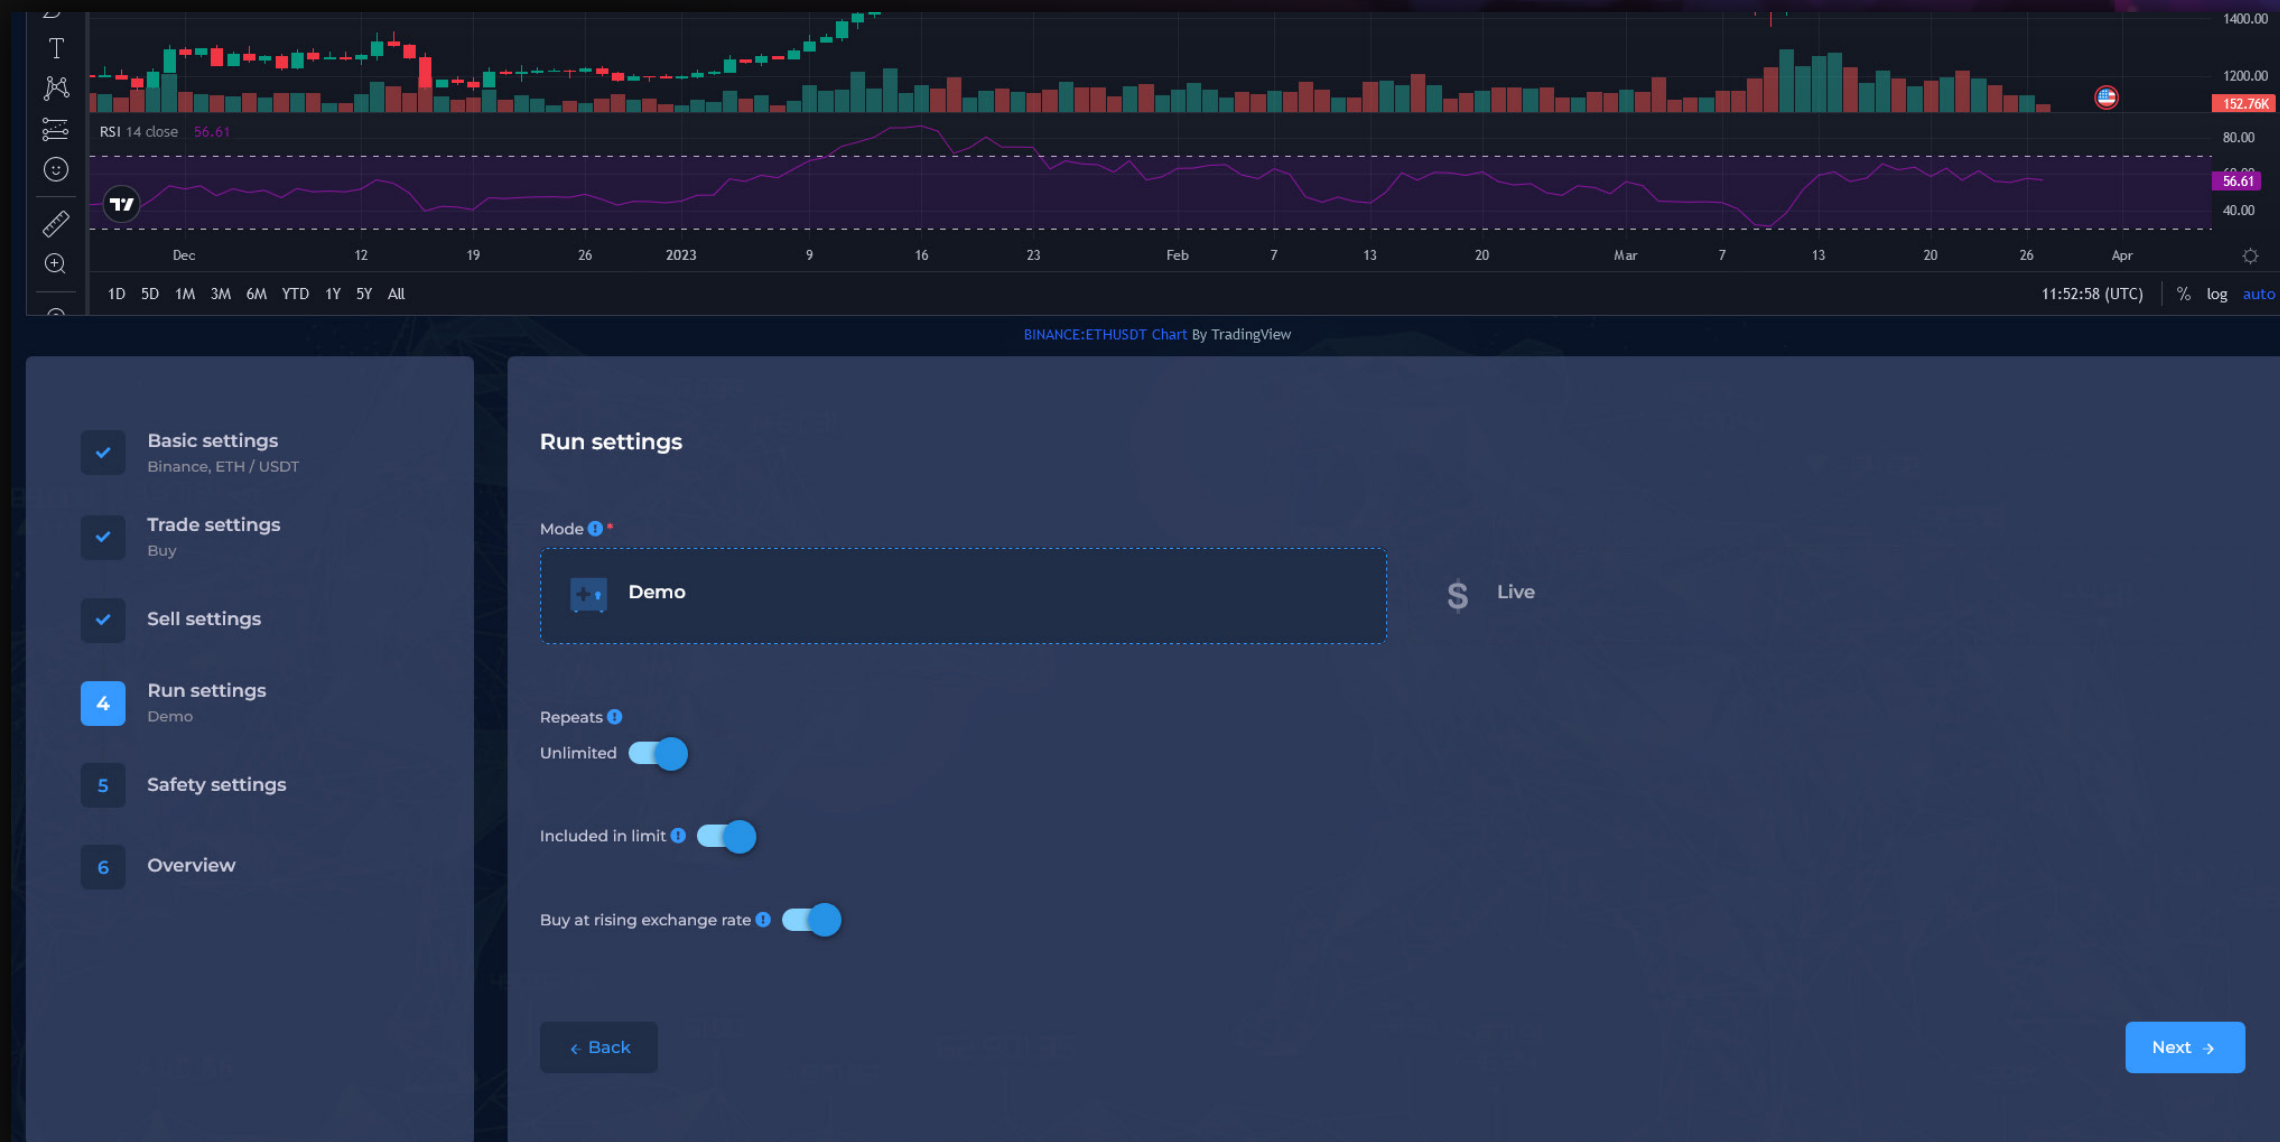 1400.00
1200.00
152.76K
RSI 14 close 56.61
80.00
56.61
40.00
Dec 12 19 26 2023 9 16 23 Feb 7 13 20 Mar 7 13 20 26 Apr
1D 5D 1M 3M 6M YTD 1Y 5Y All
11:52:58 (UTC) % log auto
BINANCE:ETHUSDT Chart By TradingView
Basic settings
Binance, ETH / USDT
Trade settings
Buy
Sell settings
4 Run settings
Demo
5 Safety settings
6 Overview
Run settings
Mode *
Demo
$ Live
Repeats
Unlimited
Included in limit
Buy at rising exchange rate
← Back
Next →